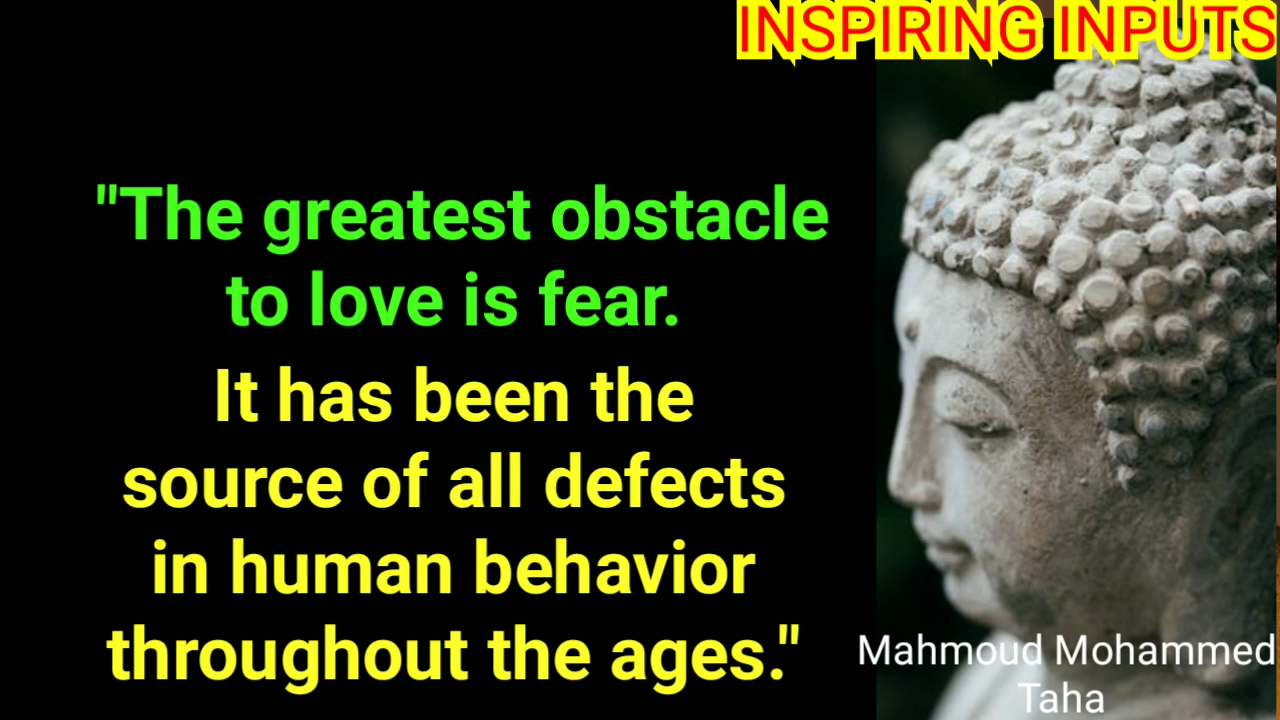 INSPIRING INPUTS
"The greatest obstacle
to love is fear.
It has been the
source of all defects
in human behavior
throughout the ages."
Mahmoud Mohammed
Taha